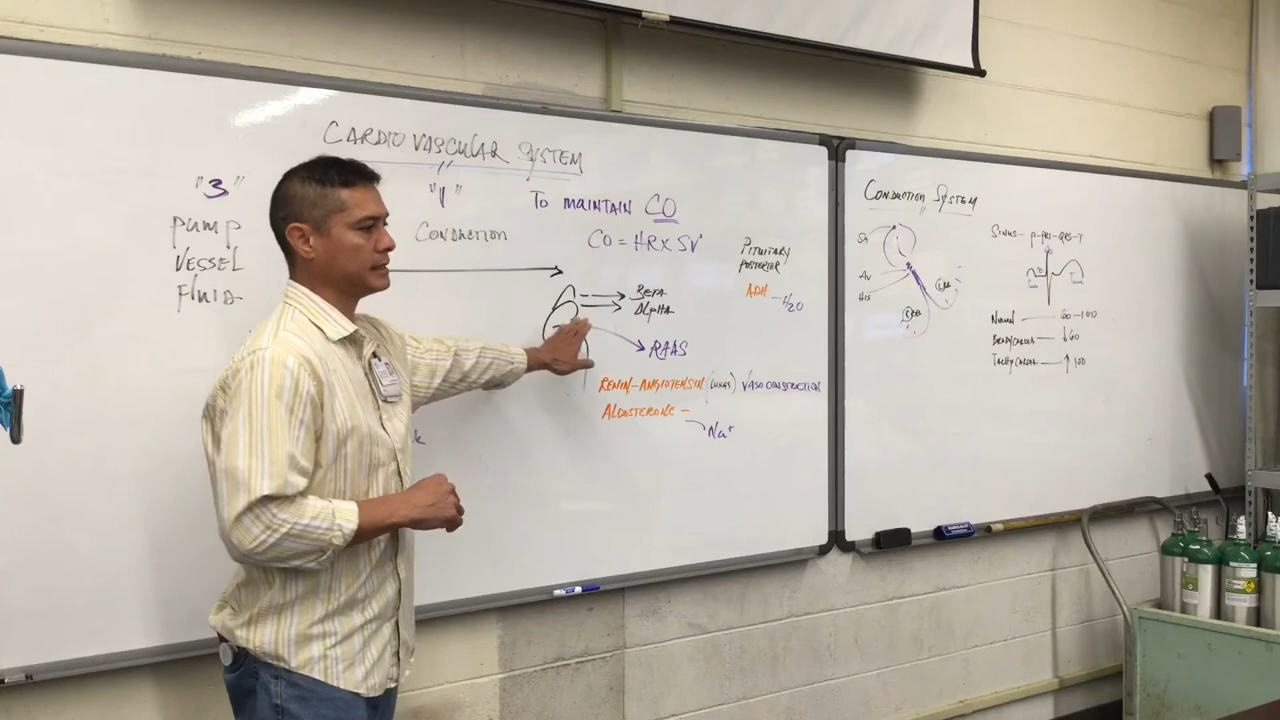 CARDIOVASCULAR SYSTEM
"3"
PUMP
VESSEL
FLUID
"1"
CONDUCTION
TO MAINTAIN CO
CO = HR X SV
BETA
ALPHA
RAAS
RENIN-ANGIOTENSIN (LUNGS) VASOCONSTRICTION
ALDOSTERONE -
Na+
PITUITARY
POSTERIOR
ADH
H2O
CONDUCTION SYSTEM
SA
AV
HIS
LBB
RBB
SINUS - P-PRI-QRS-T
NORMAL 60-100
BRADYCARDIA ↓60
TACHYCARDIA ↑100